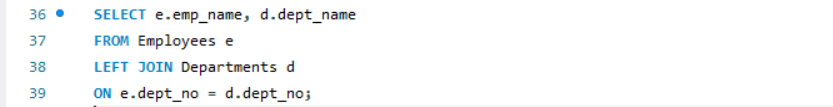 36 SELECT e.emp_name, d.dept_name
37 FROM Employees e
38 LEFT JOIN Departments d
39 ON e.dept_no = d.dept_no;